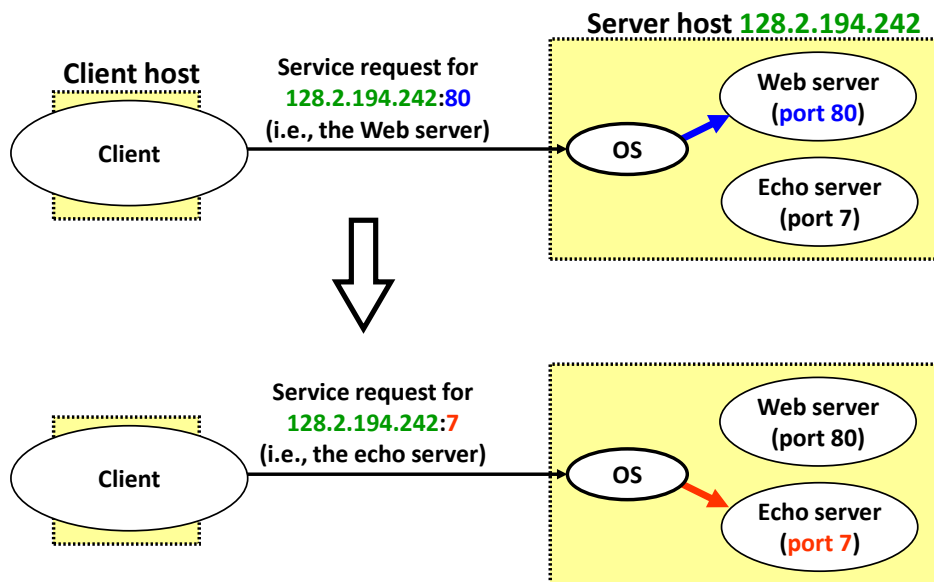 Server host 128.2.194.242
Client host
Service request for
128.2.194.242:80
(i.e., the Web server)
Client
OS
Web server
(port 80)
Echo server
(port 7)
Service request for
128.2.194.242:7
(i.e., the echo server)
Client
OS
Web server
(port 80)
Echo server
(port 7)